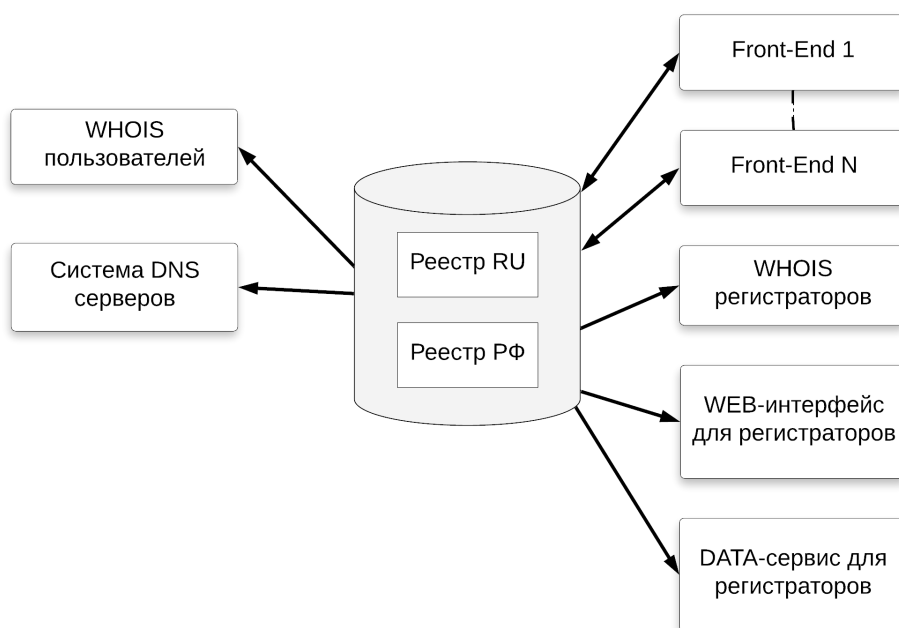 WHOIS
пользователей
Система DNS
серверов
Реестр RU
Реестр РФ
Front-End 1
Front-End N
WHOIS
регистраторов
WEB-интерфейс
для регистраторов
DATA-сервис для
регистраторов